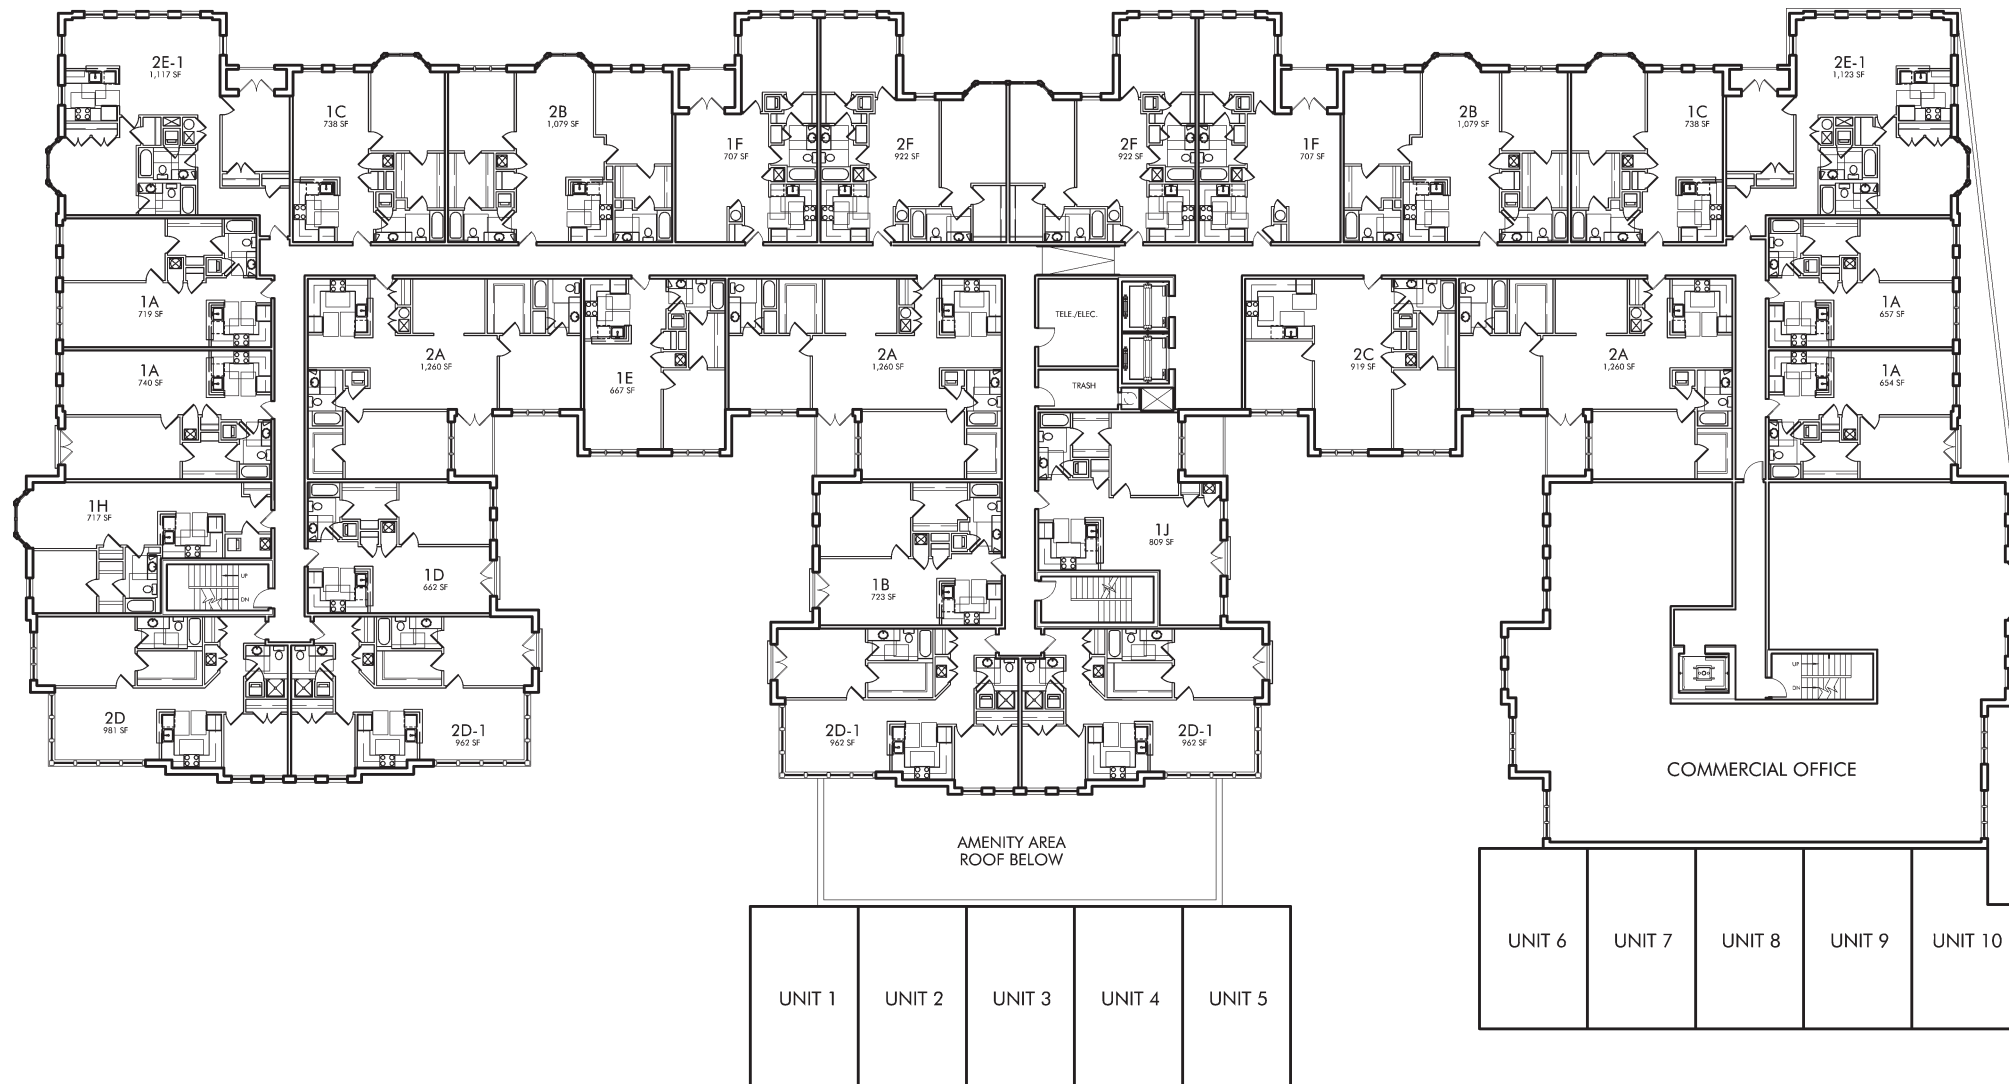 2E-1
1,117 SF
1C
738 SF
2B
1,079 SF
1F
707 SF
2F
922 SF
2F
922 SF
1F
707 SF
2B
1,079 SF
1C
738 SF
2E-1
1,123 SF
1A
719 SF
1A
740 SF
2A
1,260 SF
1E
667 SF
2A
1,260 SF
TELE./ELEC.
TRASH
2C
919 SF
2A
1,260 SF
1A
657 SF
1A
654 SF
1H
717 SF
UP
DN
1D
662 SF
1B
723 SF
1J
809 SF
2D
981 SF
2D-1
962 SF
2D-1
962 SF
2D-1
962 SF
UP
DN
COMMERCIAL OFFICE
AMENITY AREA
ROOF BELOW
UNIT 1
UNIT 2
UNIT 3
UNIT 4
UNIT 5
UNIT 6
UNIT 7
UNIT 8
UNIT 9
UNIT 10